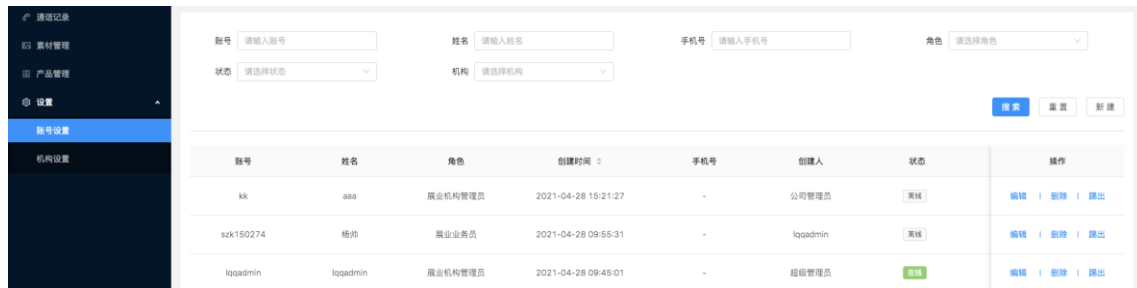 通话记录
素材管理
产品管理
设置
账号设置
机构设置
账号 请输入账号 姓名 请输入姓名 手机号 请输入手机号 角色 请选择角色
状态 请选择状态 机构 请选择机构
搜索 重置 新建
账号 姓名 角色 创建时间 手机号 创建人 状态 操作
kk aaa 展业机构管理员 2021-04-28 15:21:27 - 公司管理员 离线 编辑 | 删除 | 踢出
szk150274 杨帅 展业业务员 2021-04-28 09:55:31 - lqqadmin 离线 编辑 | 删除 | 踢出
lqqadmin lqqadmin 展业机构管理员 2021-04-28 09:45:01 - 超级管理员 在线 编辑 | 删除 | 踢出